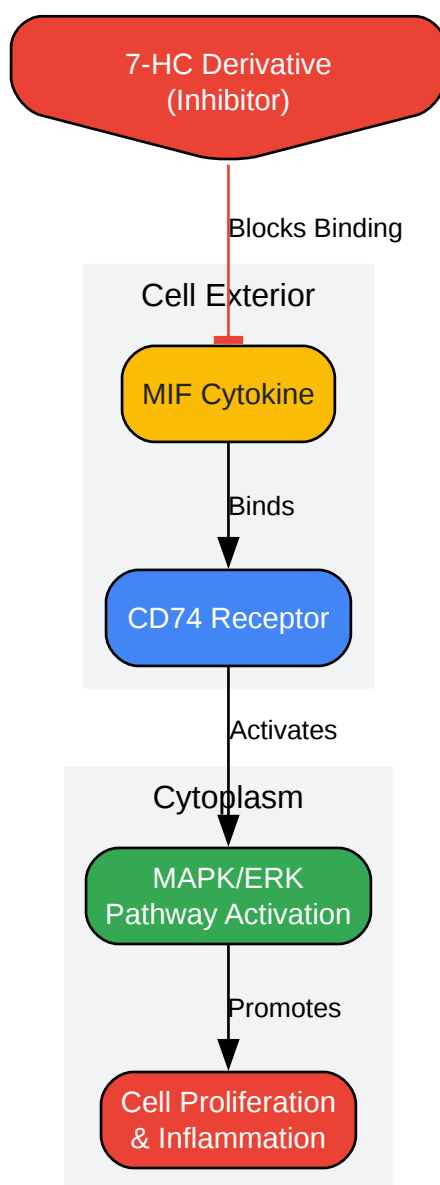 7-HC Derivative
(Inhibitor)
Blocks Binding
Cell Exterior
MIF Cytokine
Binds
CD74 Receptor
Activates
Cytoplasm
MAPK/ERK
Pathway Activation
Promotes
Cell Proliferation
& Inflammation